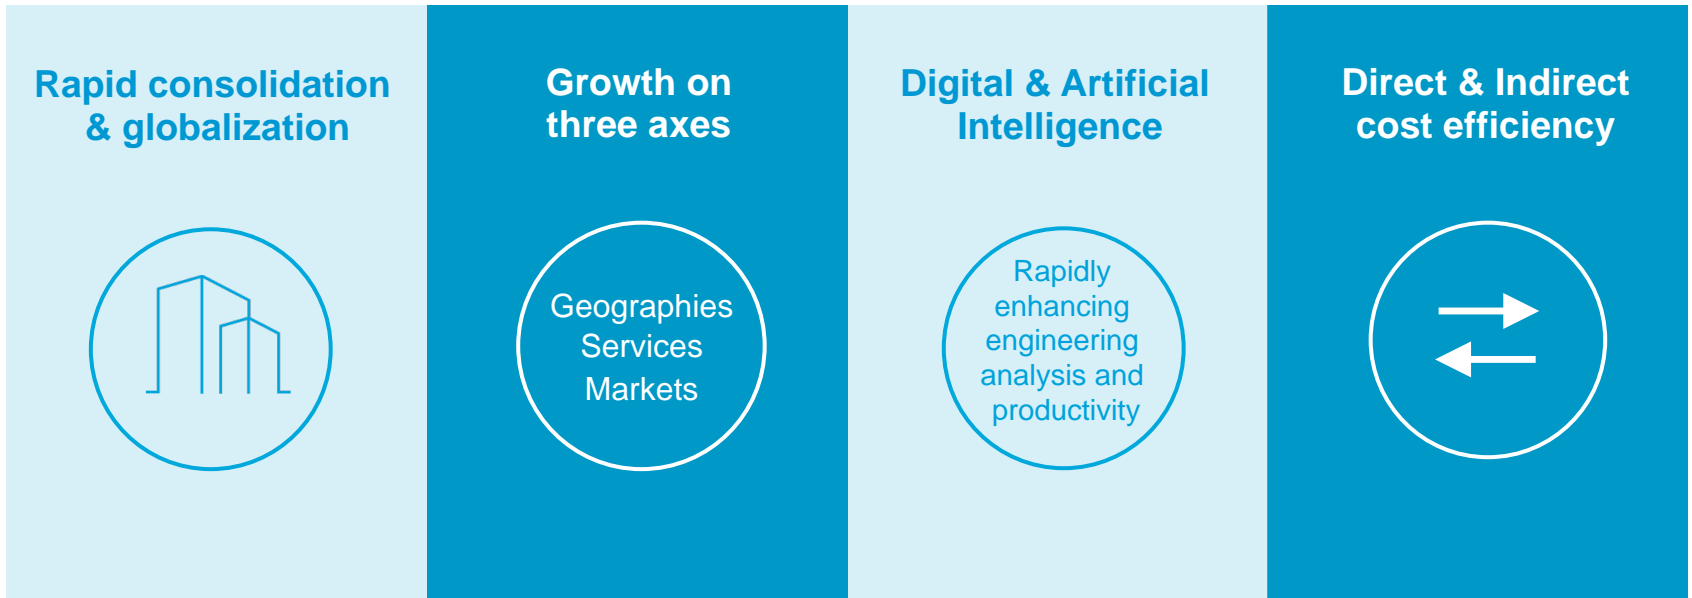 Rapid consolidation
& globalization
Growth on
three axes
Geographies
Services
Markets
Digital & Artificial
Intelligence
Rapidly
enhancing
engineering
analysis and
productivity
Direct & Indirect
cost efficiency